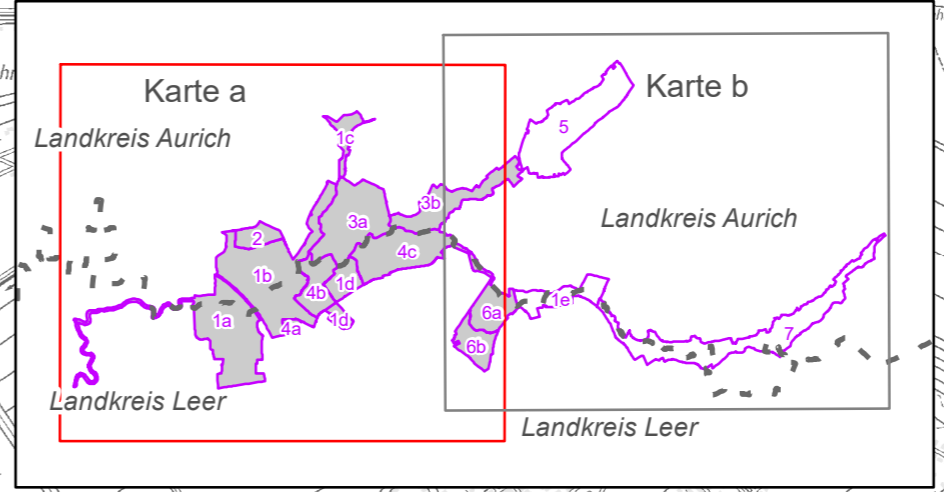 Karte a
Karte b
Landkreis Aurich
1c
5
3b
3a
Landkreis Aurich
2
4c
1b
1d
4b
1e
6a
1a
4a
1d
7
6b
Landkreis Leer
Landkreis Leer